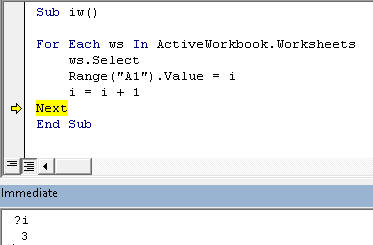 Sub iw()
For Each ws In ActiveWorkbook.Worksheets
ws.Select
Range("A1").Value = i
i = i + 1
Next
End Sub
Immediate
?i
3